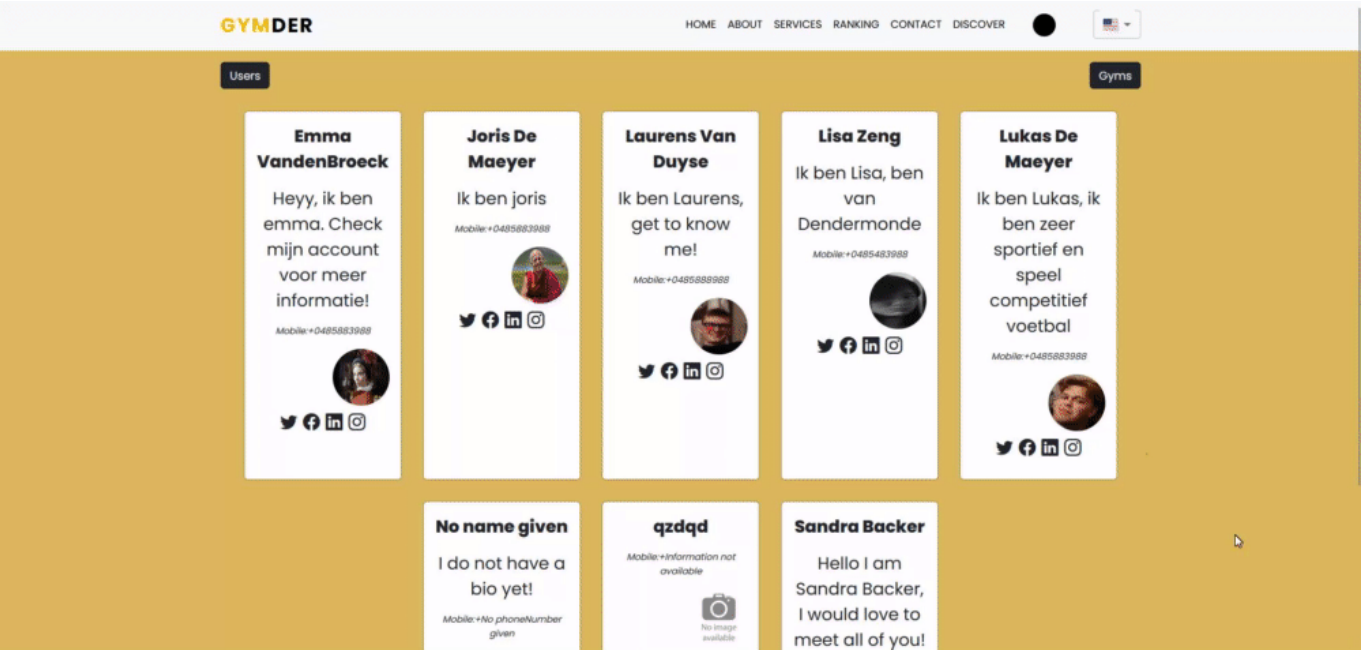 GYMDER
HOME ABOUT SERVICES RANKING CONTACT DISCOVER
Users
Gyms
Emma
VandenBroeck
Heyy, ik ben
emma. Check
mijn account
voor meer
informatie!
Mobile:+0485883988
Joris De
Maeyer
Ik ben joris
Mobile:+0485883988
Laurens Van
Duyse
Ik ben Laurens,
get to know
me!
Mobile:+0485888988
Lisa Zeng
Ik ben Lisa, ben
van
Dendermonde
Mobile:+0485483988
Lukas De
Maeyer
Ik ben Lukas, ik
ben zeer
sportief en
speel
competitief
voetbal
Mobile:+0485883988
No name given
I do not have a
bio yet!
Mobile:+No phoneNumber
given
qzdqd
Mobile:+Information not
available
No image
available
Sandra Backer
Hello I am
Sandra Backer,
I would love to
meet all of you!